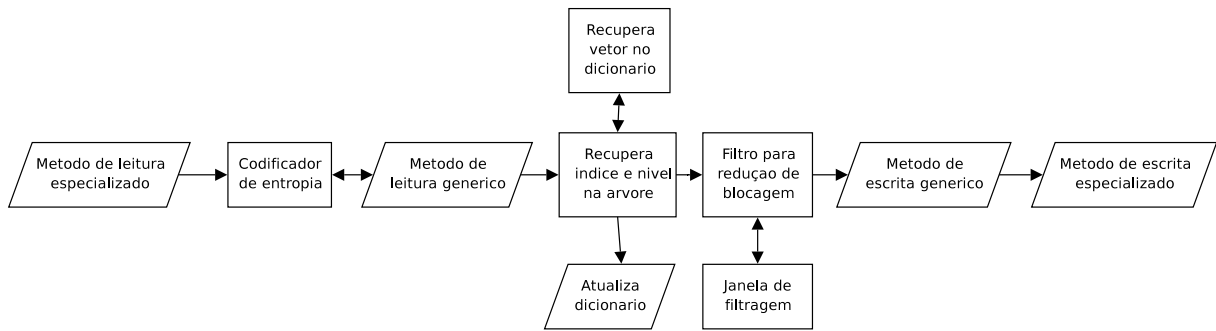 Recupera
vetor no
dicionario
Metodo de leitura
especializado
Codificador
de entropia
Metodo de
leitura generico
Recupera
indice e nivel
na arvore
Filtro para
reduçao de
blocagem
Metodo de
escrita generico
Metodo de escrita
especializado
Atualiza
dicionario
Janela de
filtragem